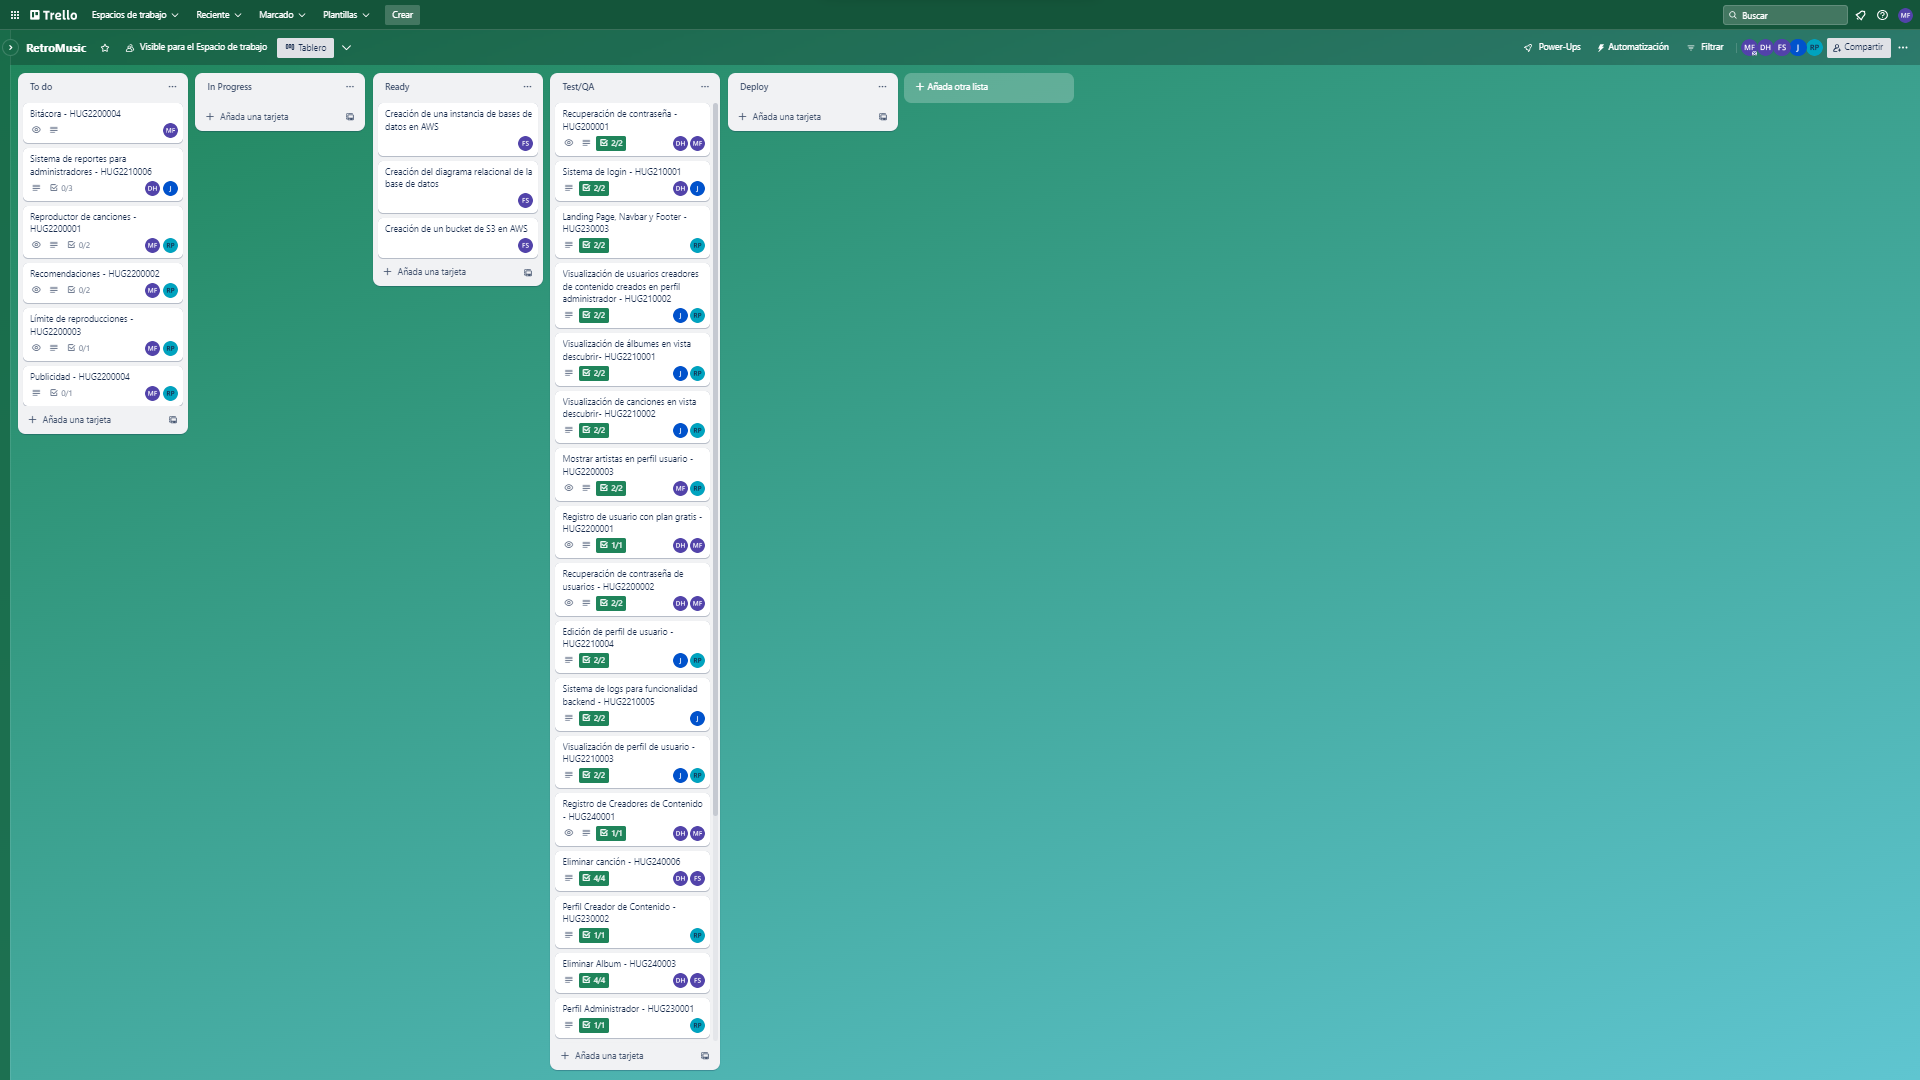 Trello
Espacios de trabajo
Reciente
Marcado
Plantillas
Crear
Buscar
MF
RetroMusic
Visible para el Espacio de trabajo
Tablero
Power-Ups
Automatización
Filtrar
MF DH FS J RP
Compartir
To do
Bitácora - HUG2200004
MF
Sistema de reportes para
administradores - HUG2210006
0/3 DH J
Reproductor de canciones -
HUG2200001
0/2 MF RP
Recomendaciones - HUG2200002
0/2 MF RP
Límite de reproducciones -
HUG2200003
0/1 MF RP
Publicidad - HUG2200004
0/1 MF RP
Añada una tarjeta
In Progress
Añada una tarjeta
Ready
Creación de una instancia de bases de
datos en AWS
FS
Creación del diagrama relacional de la
base de datos
FS
Creación de un bucket de S3 en AWS
FS
Añada una tarjeta
Test/QA
Recuperación de contraseña -
HUG200001
2/2 DH MF
Sistema de login - HUG210001
2/2 DH J
Landing Page, Navbar y Footer -
HUG230003
2/2 RP
Visualización de usuarios creadores
de contenido creados en perfil
administrador - HUG210002
2/2 J RP
Visualización de álbumes en vista
descubrir- HUG2210001
2/2 J RP
Visualización de canciones en vista
descubrir- HUG2210002
2/2 J RP
Mostrar artistas en perfil usuario -
HUG2200003
2/2 MF RP
Registro de usuario con plan gratis -
HUG2200001
1/1 DH MF
Recuperación de contraseña de
usuarios - HUG2200002
2/2 DH MF
Edición de perfil de usuario -
HUG2210004
2/2 J RP
Sistema de logs para funcionalidad
backend - HUG2210005
2/2 J
Visualización de perfil de usuario -
HUG2210003
2/2 J RP
Registro de Creadores de Contenido
- HUG240001
1/1 DH MF
Eliminar canción - HUG240006
4/4 DH FS
Perfil Creador de Contenido -
HUG230002
1/1 RP
Eliminar Album - HUG240003
4/4 DH FS
Perfil Administrador - HUG230001
1/1 RP
Añada una tarjeta
Deploy
Añada una tarjeta
Añada otra lista